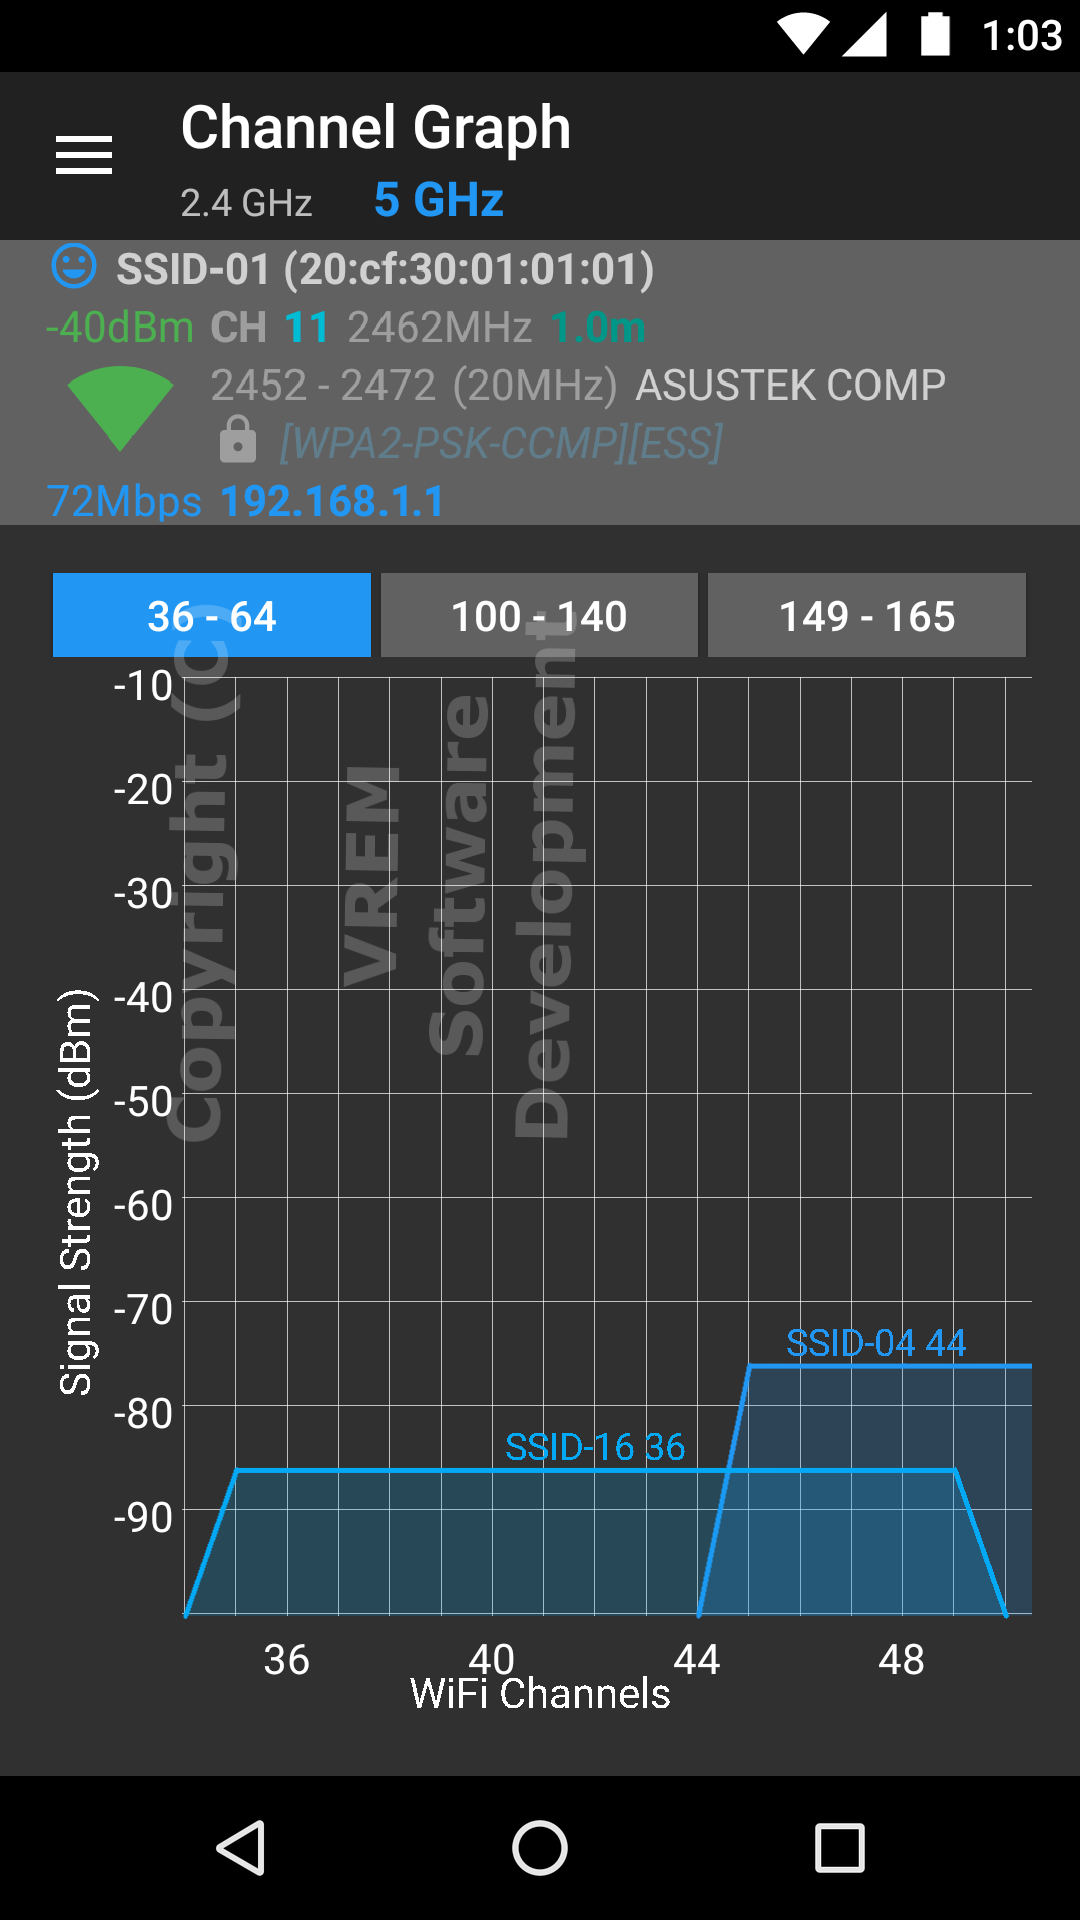 1:03
Channel Graph
2.4 GHz 5 GHz
SSID-01 (20:cf:30:01:01:01)
-40dBm CH 11 2462MHz 1.0m
2452 - 2472 (20MHz) ASUSTEK COMP
[WPA2-PSK-CCMP][ESS]
72Mbps 192.168.1.1
36 - 64 100 - 140 149 - 165
Copyright (C)
VREM
Software
Development
-10
-20
-30
-40
-50
-60
-70
-80
-90
Signal Strength (dBm)
SSID-04 44
SSID-16 36
36 40 44 48
WiFi Channels